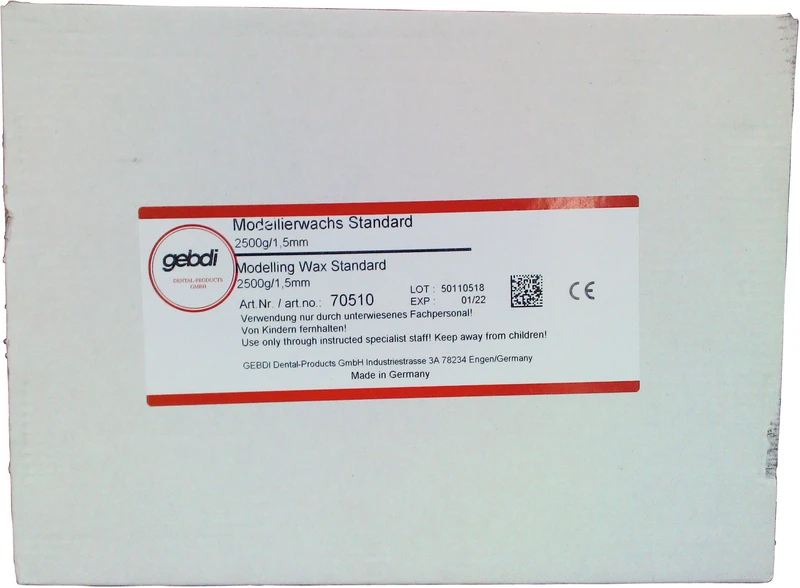 gebdi
DIGITAL-PRODUCTS
GMBH
Modellierwachs Standard
2500g/1,5mm
Modelling Wax Standard
2500g/1,5mm
Art.Nr. / art.no.: 70510
LOT : 50110518
EXP : 01/22
CE
Verwendung nur durch unterwiesenes Fachpersonal!
Von Kindern fernhalten!
Use only through instructed specialist staff! Keep away from children!
GEBDI Dental-Products GmbH Industriestrasse 3A 78234 Engen/Germany
Made in Germany